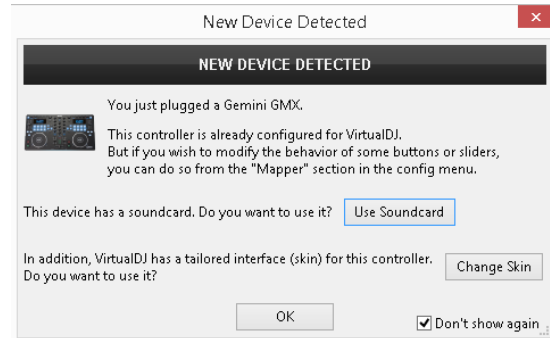 New Device Detected
NEW DEVICE DETECTED
You just plugged a Gemini GMX.
This controller is already configured for VirtualDJ.
But if you wish to modify the behavior of some buttons or sliders,
you can do so from the "Mapper" section in the config menu.
This device has a soundcard. Do you want to use it? Use Soundcard
In addition, VirtualDJ has a tailored interface (skin) for this controller.
Do you want to use it? Change Skin
OK
Don't show again